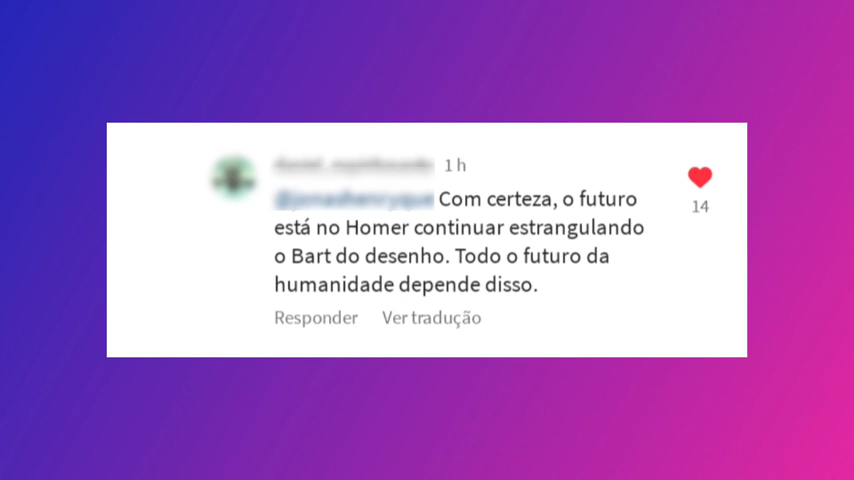 1 h
Com certeza, o futuro
14
está no Homer continuar estrangulando
o Bart do desenho. Todo o futuro da
humanidade depende disso.
Responder Ver tradução